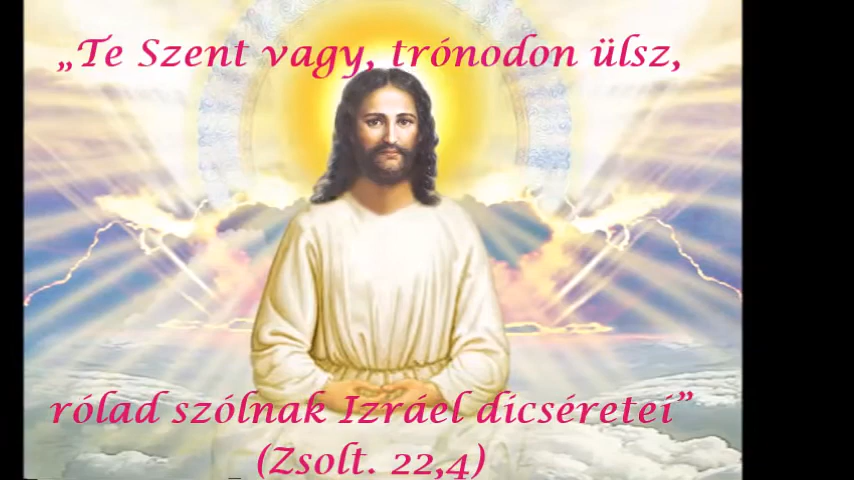 „Te Szent vagy, trónodon ülsz,
rólad szólnak Izráel dicséretei”
(Zsolt. 22,4)